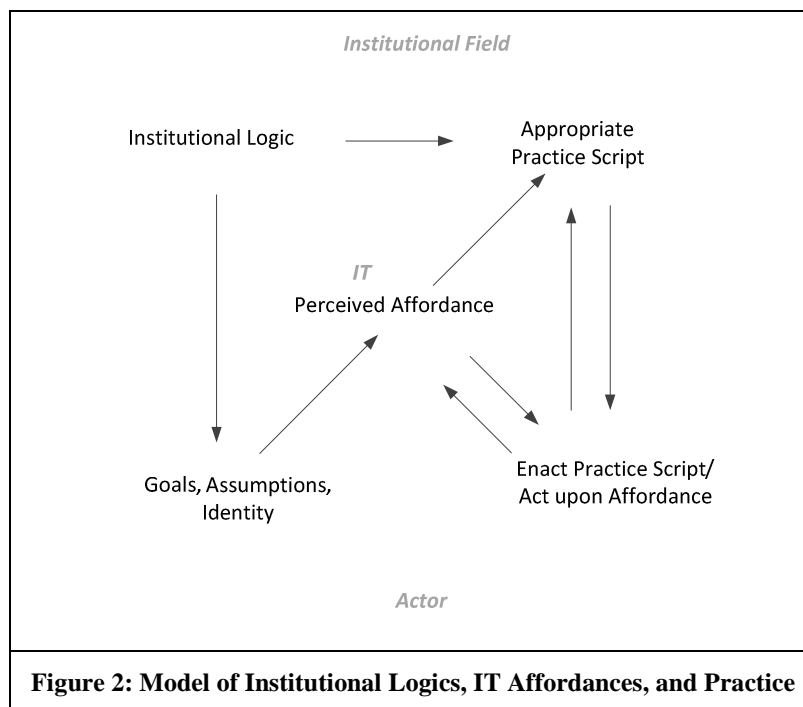 Institutional Field
Institutional Logic
Appropriate
Practice Script
IT
Perceived Affordance
Goals, Assumptions,
Identity
Enact Practice Script/
Act upon Affordance
Actor
Figure 2: Model of Institutional Logics, IT Affordances, and Practice